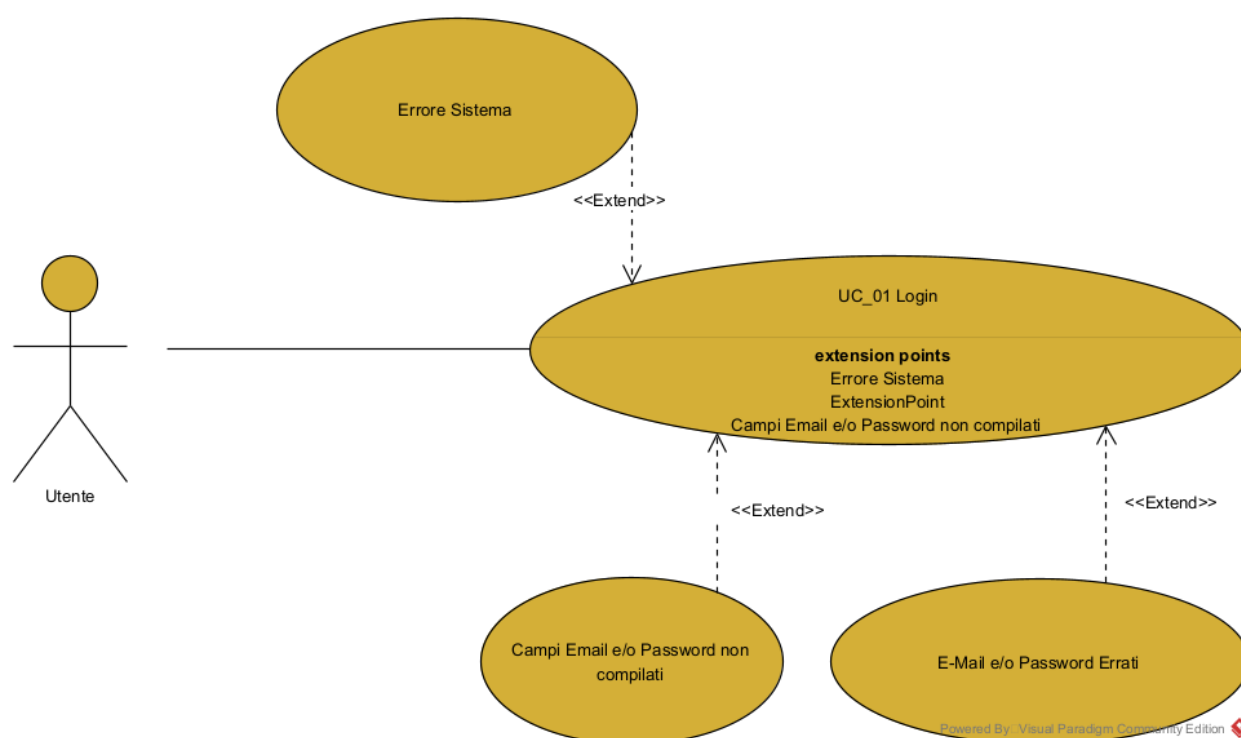 Errore Sistema
<<Extend>>
UC_01 Login
extension points
Errore Sistema
ExtensionPoint
Campi Email e/o Password non compilati
Utente
<<Extend>>
<<Extend>>
Campi Email e/o Password non
compilati
E-Mail e/o Password Errati
Powered By: Visual Paradigm Community Edition